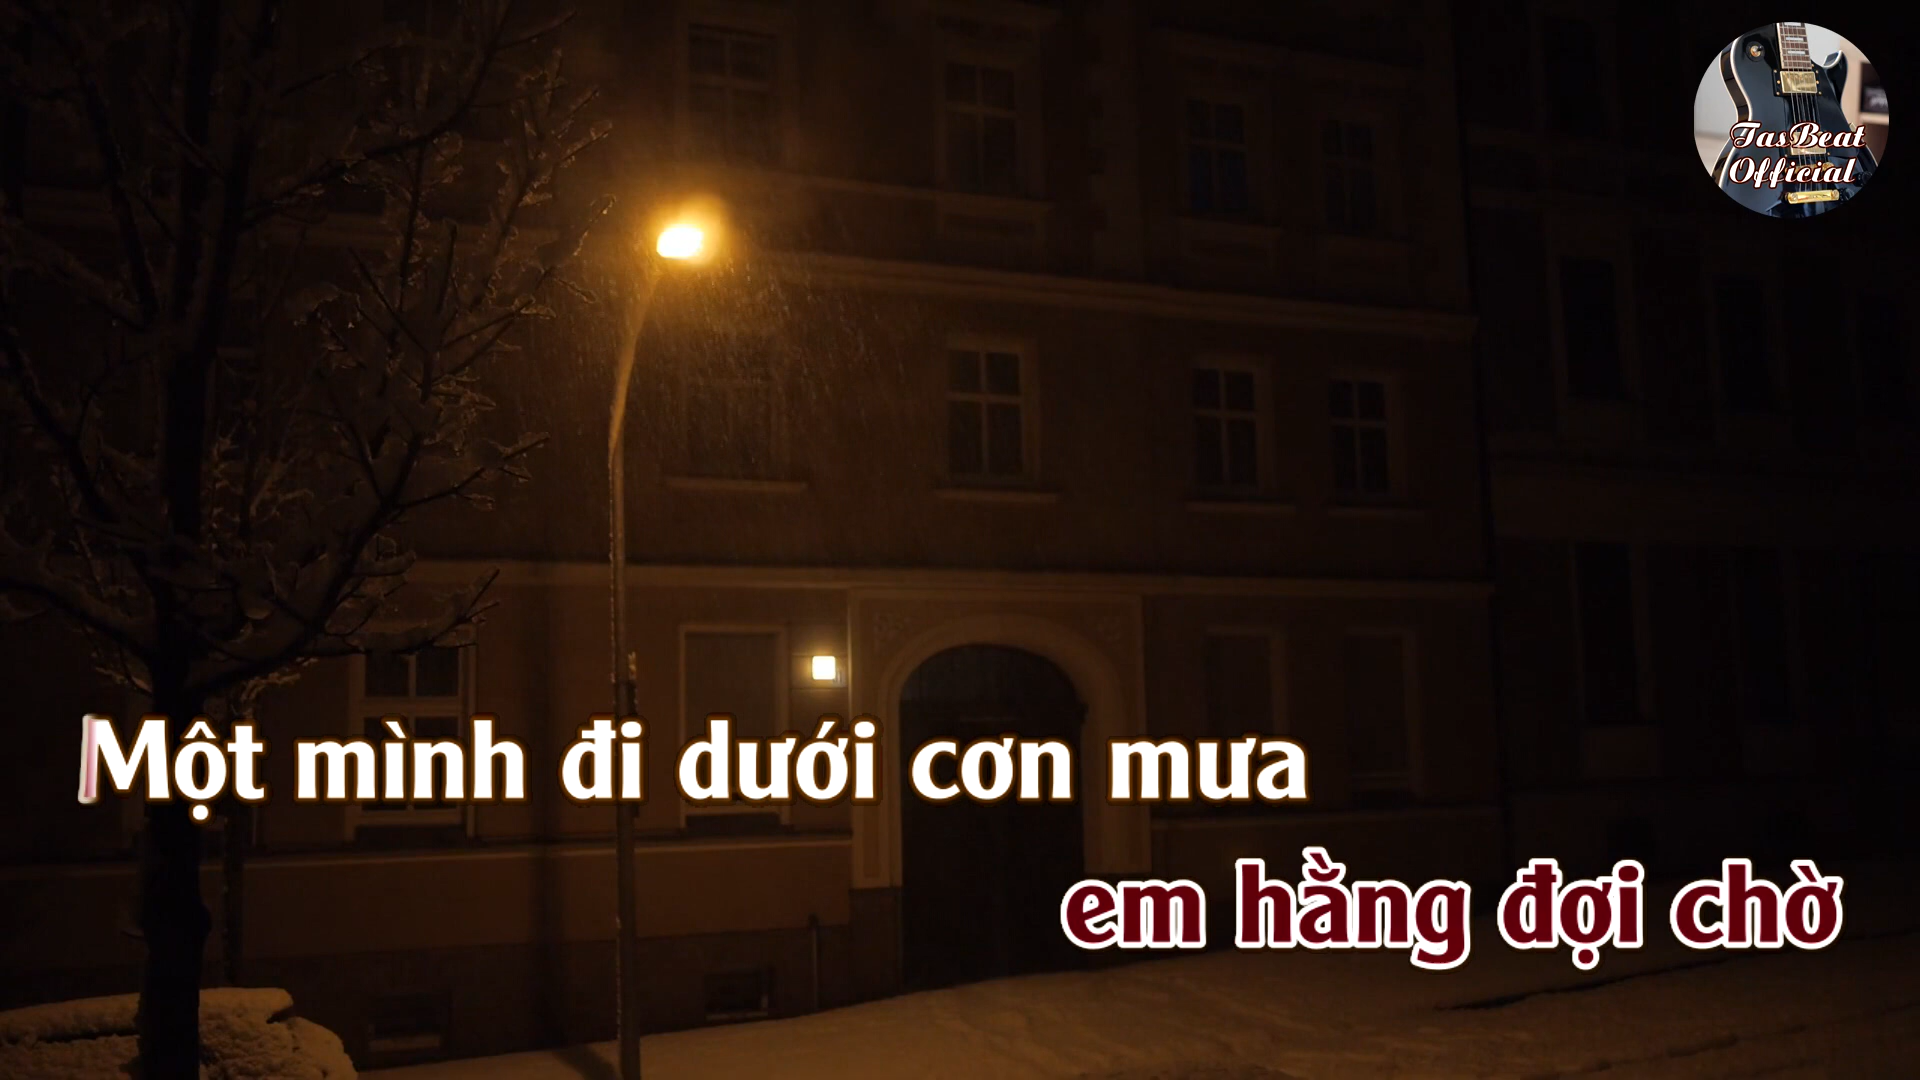 TasBeat
Official
Một mình đi dưới cơn mưa
em hằng đợi chờ